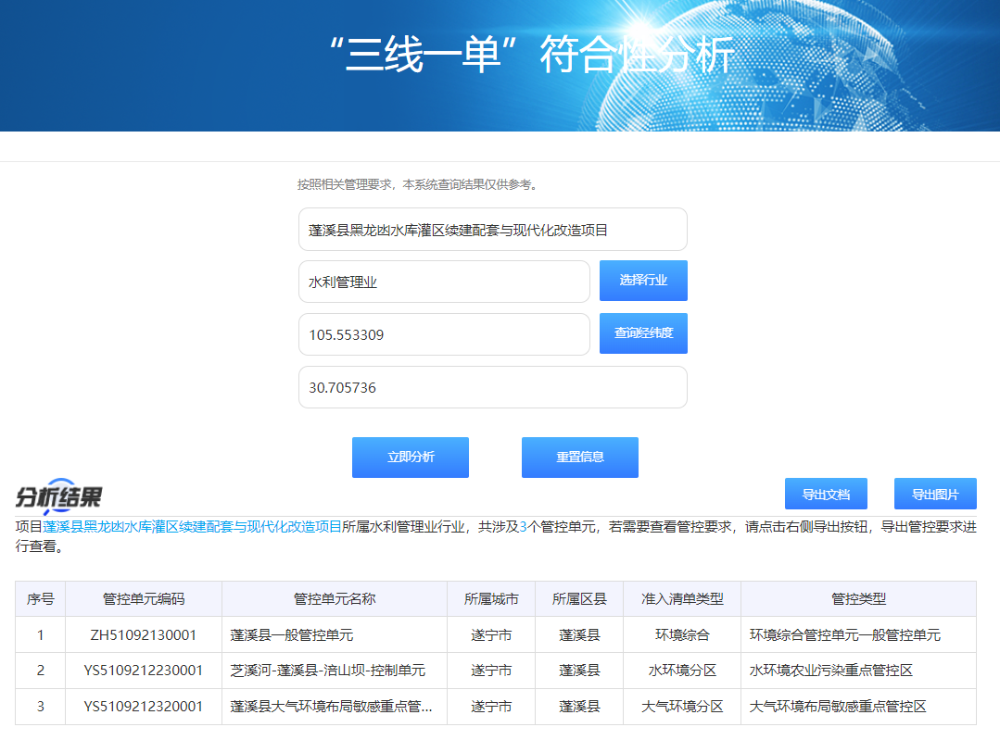 “三线一单”符合性分析
按照相关管理要求，本系统查询结果仅供参考。
蓬溪县黑龙凼水库灌区续建配套与现代化改造项目
水利管理业 选择行业
105.553309 查询经纬度
30.705736
立即分析 重置信息
分析结果 导出文档 导出图片
项目蓬溪县黑龙凼水库灌区续建配套与现代化改造项目所属水利管理业行业，共涉及3个管控单元，若需要查看管控要求，请点击右侧导出按钮，导出管控要求进
行查看。
序号 管控单元编码 管控单元名称 所属城市 所属区县 准入清单类型 管控类型
1 ZH51092130001 蓬溪县一般管控单元 遂宁市 蓬溪县 环境综合 环境综合管控单元一般管控单元
2 YS5109212230001 芝溪河-蓬溪县-涪山坝-控制单元 遂宁市 蓬溪县 水环境分区 水环境农业污染重点管控区
3 YS5109212320001 蓬溪县大气环境布局敏感重点管... 遂宁市 蓬溪县 大气环境分区 大气环境布局敏感重点管控区